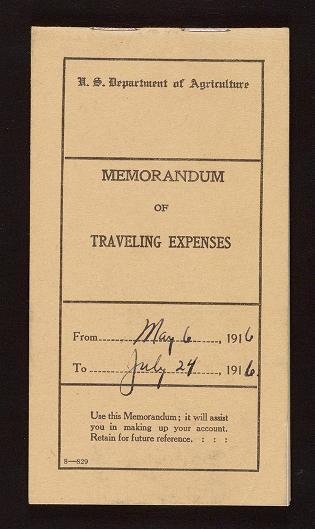 U. S. Department of Agriculture
MEMORANDUM
OF
TRAVELING EXPENSES
From May 6, 1916
To July 24, 1916.
Use this Memorandum; it will assist
you in making up your account.
Retain for future reference. : : :
8—829